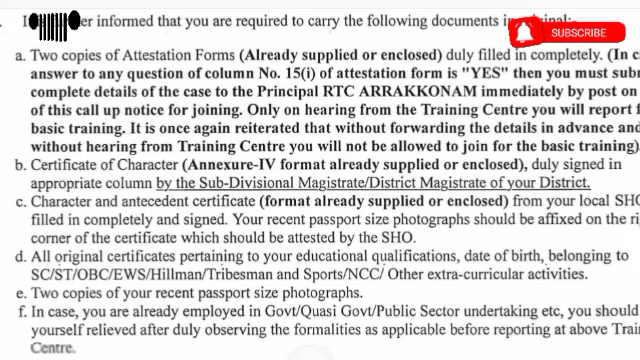 er informed that you are required to carry the following documents in
SUBSCRIBE
a. Two copies of Attestation Forms (Already supplied or enclosed) duly filled in completely. (In c
answer to any question of column No. 15(i) of attestation form is "YES" then you must subm
complete details of the case to the Principal RTC ARRAKKONAM immediately by post on
of this call up notice for joining. Only on hearing from the Training Centre you will report f
basic training. It is once again reiterated that without forwarding the details in advance and
without hearing from Training Centre you will not be allowed to join for the basic training)
b. Certificate of Character (Annexure-IV format already supplied or enclosed), duly signed in
appropriate column by the Sub-Divisional Magistrate/District Magistrate of your District.
c. Character and antecedent certificate (format already supplied or enclosed) from your local SHO
filled in completely and signed. Your recent passport size photographs should be affixed on the ri
corner of the certificate which should be attested by the SHO.
d. All original certificates pertaining to your educational qualifications, date of birth, belonging to
SC/ST/OBC/EWS/Hillman/Tribesman and Sports/NCC/ Other extra-curricular activities.
e. Two copies of your recent passport size photographs.
f. In case, you are already employed in Govt/Quasi Govt/Public Sector undertaking etc, you should
yourself relieved after duly observing the formalities as applicable before reporting at above Trai
Centre.